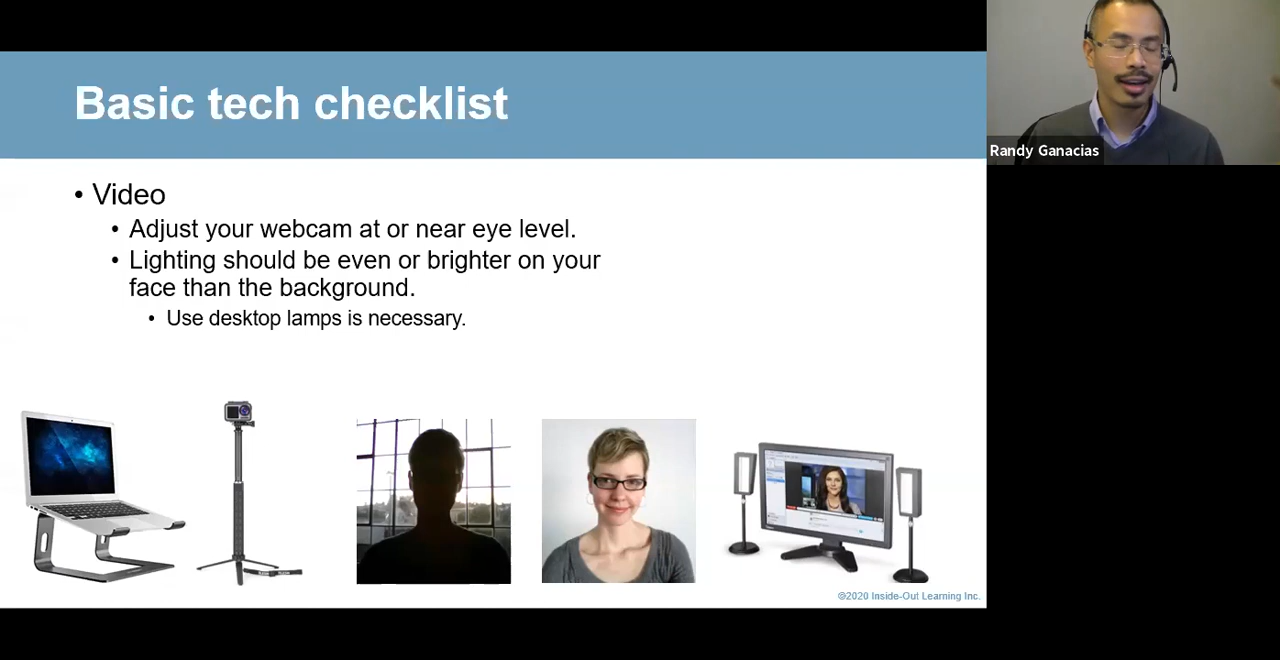 Basic tech checklist
Randy Ganacias
• Video
• Adjust your webcam at or near eye level.
• Lighting should be even or brighter on your
face than the background.
• Use desktop lamps is necessary.
©2020 Inside-Out Learning Inc.